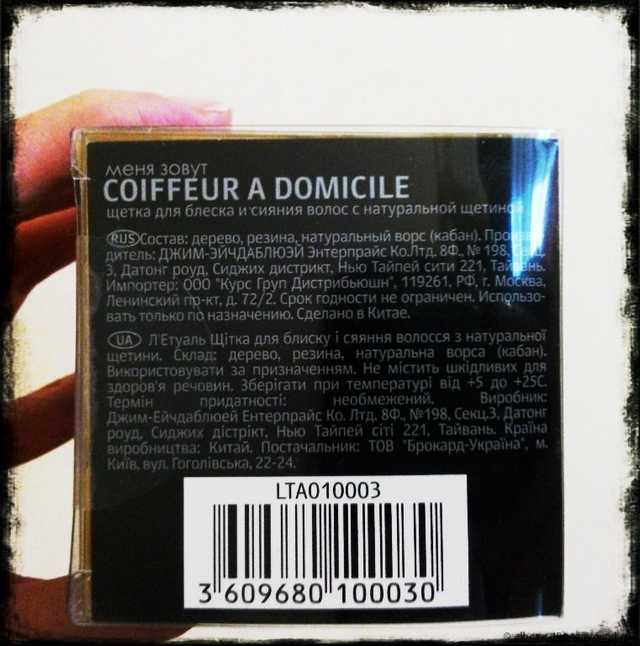 меня зовут
COIFFEUR A DOMICILE
щетка для блеска и сияния волос с натуральной щетиной
RUS Состав: дерево, резина, натуральный ворс (кабан). Произво-
дитель: ДЖИМ-ЭЙЧДАБЛЮЭЙ Энтерпрайс Ко.Лтд. 8Ф., № 198, Секц.
3, Датонг роуд, Сиджих дистрикт, Нью Тайпей сити 221, Тайвань.
Импортер: ООО "Курс Груп Дистрибьюшн", 119261, РФ, г. Москва,
Ленинский пр-кт, д. 72/2. Срок годности не ограничен. Использо-
вать только по назначению. Сделано в Китае.
UA Л'Етуаль Щітка для блиску і сяяння волосся з натуральної
щетини. Склад: дерево, резина, натуральна ворса (кабан).
Використовувати за призначенням. Не містить шкідливих для
здоров'я речовин. Зберігати при температурі від +5 до +25С.
Термін придатності: необмежений. Виробник:
Джим-Ейчдаблюей Ентерпрайс Ко. Лтд. 8Ф., №198, Секц.3, Датонг
роуд, Сиджих дістрікт, Нью Тайпей сіті 221, Тайвань. Країна
виробництва: Китай. Постачальник: ТОВ "Брокард-Україна", м.
Київ, вул. Гоголівська, 22-24.
LTA010003
3 609680 100030